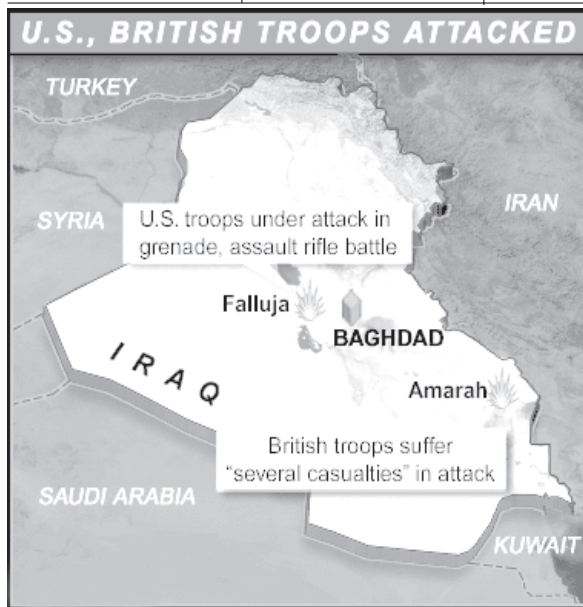 U.S., BRITISH TROOPS ATTACKED
TURKEY
SYRIA
IRAN
U.S. troops under attack in
grenade, assault rifle battle
Falluja
BAGHDAD
IRAQ
Amarah
British troops suffer
"several casualties" in attack
SAUDI ARABIA
KUWAIT